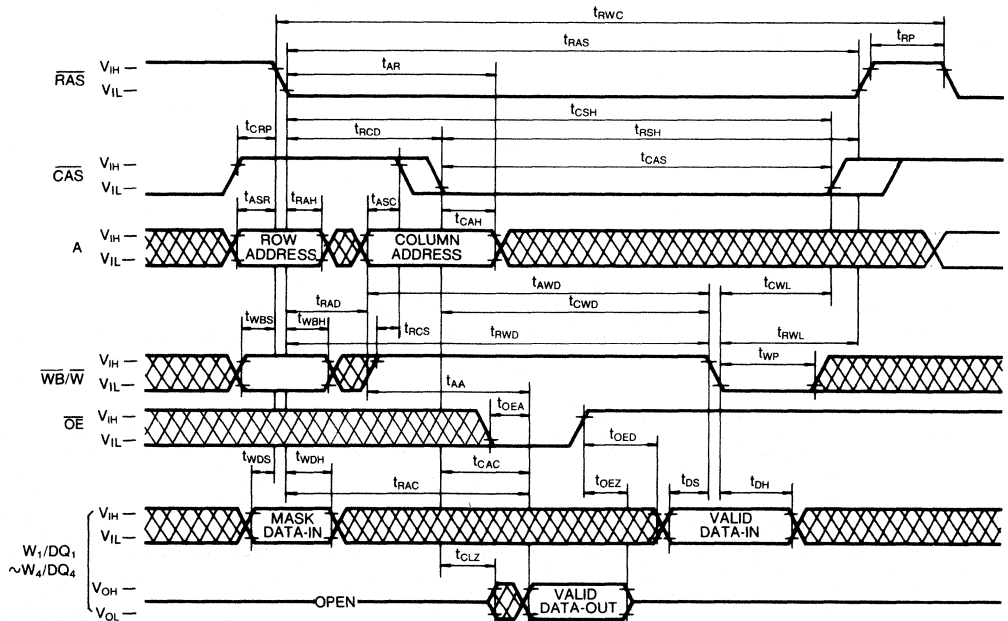 tRWC
tRAS
tRP
tAR
RAS
VIH
VIL
tCSH
tCRP
tRCD
tRSH
tCAS
CAS
VIH
VIL
tASR
tRAH
tASC
tCAH
A
VIH
VIL
ROW
ADDRESS
COLUMN
ADDRESS
tAWD
tCWL
tRAD
tCWD
tWBS
tWBH
tRCS
tRWD
tRWL
tWP
WB/W
VIH
VIL
tAA
OE
VIH
VIL
tOEA
tOED
tWDS
tWDH
tCAC
tRAC
tOEZ
tDS
tDH
VIH
VIL
MASK
DATA-IN
VALID
DATA-IN
W1/DQ1
~W4/DQ4
tCLZ
VOH
VOL
OPEN
VALID
DATA-OUT